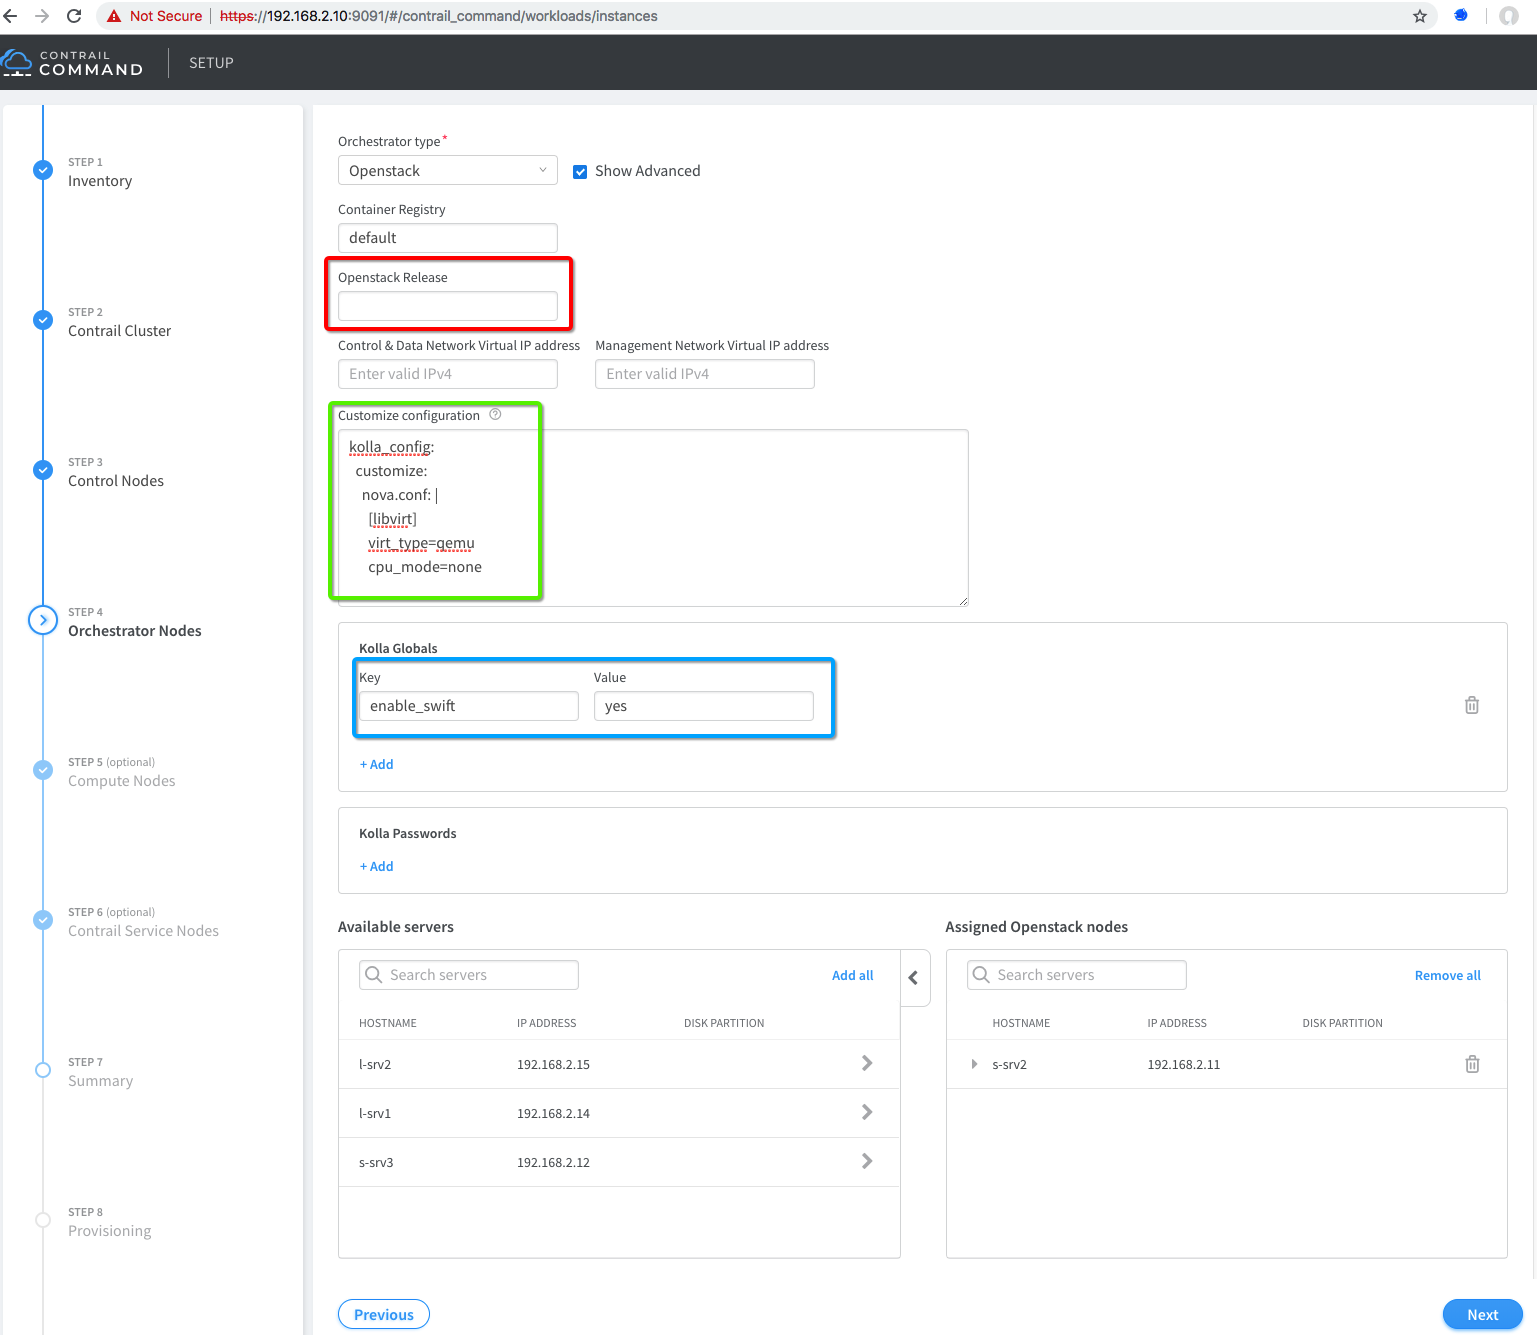 Not Secure | https://192.168.2.10:9091/#/contrail_command/workloads/instances
CONTRAIL
COMMAND
SETUP
STEP 1
Inventory
STEP 2
Contrail Cluster
STEP 3
Control Nodes
STEP 4
Orchestrator Nodes
STEP 5 (optional)
Compute Nodes
STEP 6 (optional)
Contrail Service Nodes
STEP 7
Summary
STEP 8
Provisioning
Orchestrator type*
Openstack
Show Advanced
Container Registry
default
Openstack Release
Control & Data Network Virtual IP address
Management Network Virtual IP address
Enter valid IPv4
Enter valid IPv4
Customize configuration ?
kolla_config:
customize:
nova.conf: |
[libvirt]
virt_type=qemu
cpu_mode=none
Kolla Globals
Key
Value
enable_swift
yes
+ Add
Kolla Passwords
+ Add
Available servers
Search servers
Add all
HOSTNAME IP ADDRESS DISK PARTITION
l-srv2 192.168.2.15
l-srv1 192.168.2.14
s-srv3 192.168.2.12
Assigned Openstack nodes
Search servers
Remove all
HOSTNAME IP ADDRESS DISK PARTITION
s-srv2 192.168.2.11
Previous
Next